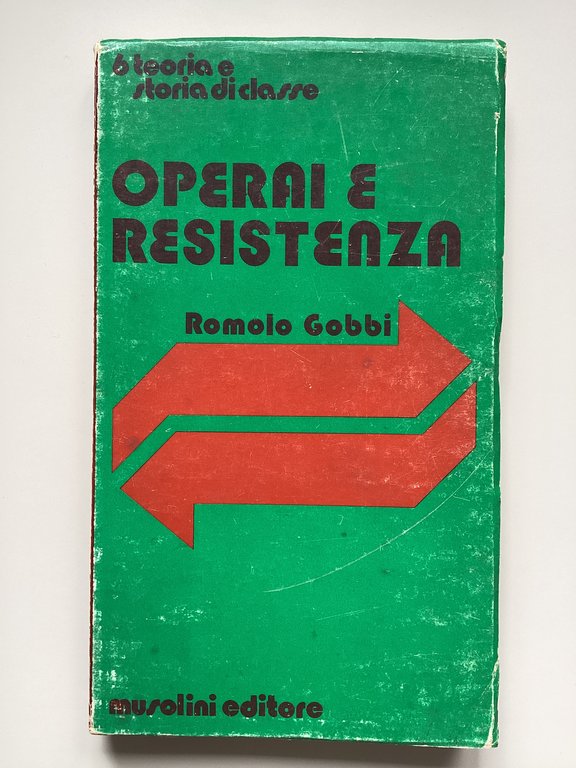 6 teoria e
storia di classe
OPERAI E
RESISTENZA
Romolo Gobbi
musolini editore